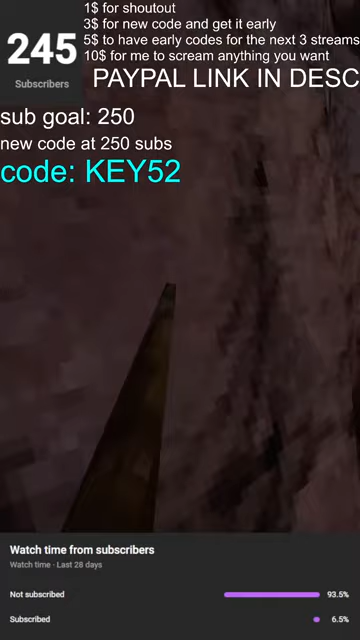 1$ for shoutout
3$ for new code and get it early
5$ to have early codes for the next 3 streams
10$ for me to scream anything you want
PAYPAL LINK IN DESC
245
Subscribers
sub goal: 250
new code at 250 subs
code: KEY52
Watch time from subscribers
Watch time · Last 28 days
Not subscribed 93.5%
Subscribed 6.5%